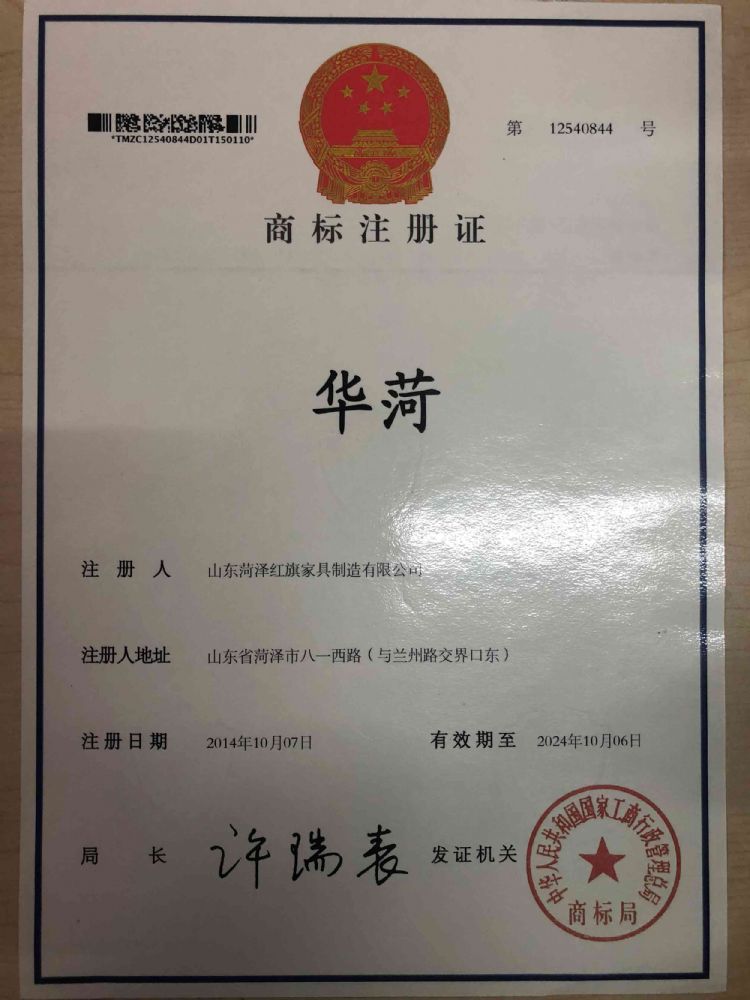 *TMZC12540844D01T150110*
第 12540844 号
商标注册证
华菏
注册人 山东菏泽红旗家具制造有限公司
注册人地址 山东省菏泽市八一西路（与兰州路交界口东）
注册日期 2014年10月07日 有效期至 2024年10月06日
局长 许瑞表 发证机关
中华人民共和国国家工商行政管理总局
商标局